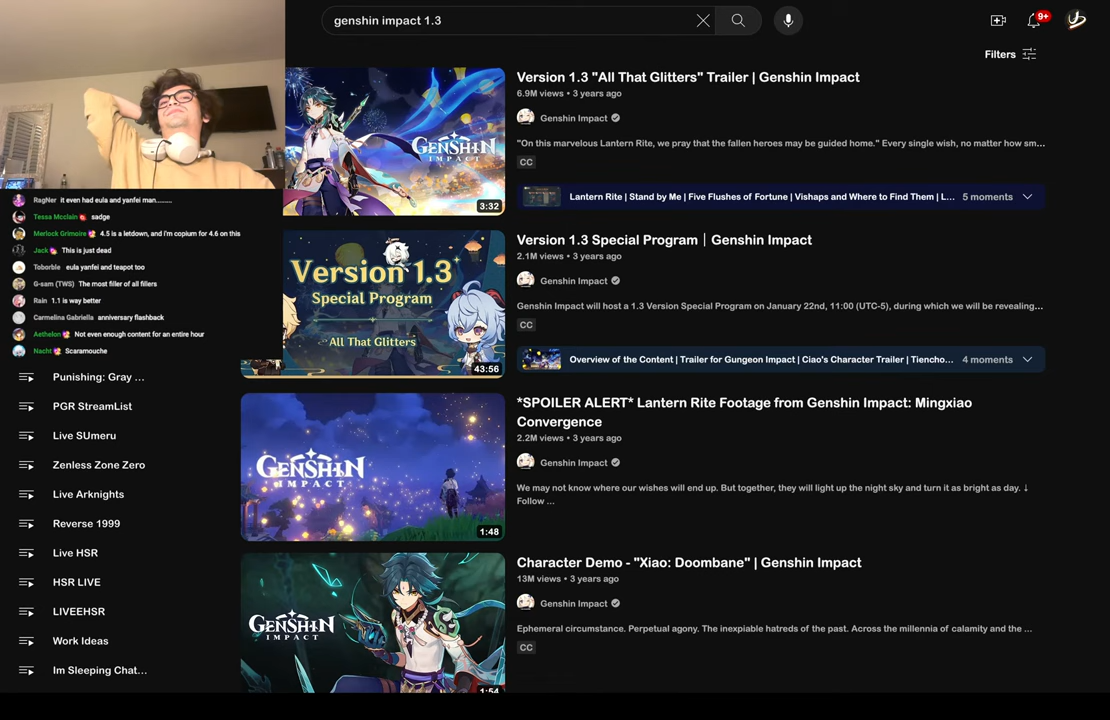 genshin impact 1.3
9+
Filters
GENSHIN
IMPACT
3:32
Version 1.3 "All That Glitters" Trailer | Genshin Impact
6.9M views • 3 years ago
Genshin Impact
"On this marvelous Lantern Rite, we pray that the fallen heroes may be guided home." Every single wish, no matter how sm...
CC
Lantern Rite | Stand by Me | Five Flushes of Fortune | Vishaps and Where to Find Them | L... 5 moments
RagNer it even had eula and yanfei man.........
Tessa Mcclain sadge
Merlock Grimoire 4.5 is a letdown, and i'm copium for 4.6 on this
Jack This is just dead
Toborble eula yanfei and teapot too
G-sam (TWS) The most filler of all fillers
Rain 1.1 is way better
Carmelina Gabriella anniversary flashback
Aethelon Not even enough content for an entire hour
Nacht Scaramouche
Version 1.3
Special Program
All That Glitters
43:56
Version 1.3 Special Program｜Genshin Impact
2.1M views • 3 years ago
Genshin Impact
Genshin Impact will host a 1.3 Version Special Program on January 22nd, 11:00 (UTC-5), during which we will be revealing...
CC
Overview of the Content | Trailer for Gungeon Impact | Ciao's Character Trailer | Tiencho... 4 moments
Punishing: Gray ...
PGR StreamList
Live SUmeru
Zenless Zone Zero
Live Arknights
Reverse 1999
Live HSR
HSR LIVE
LIVEEHSR
Work Ideas
Im Sleeping Chat...
GENSHIN
IMPACT
1:48
*SPOILER ALERT* Lantern Rite Footage from Genshin Impact: Mingxiao
Convergence
2.2M views • 3 years ago
Genshin Impact
We may not know where our wishes will end up. But together, they will light up the night sky and turn it as bright as day. ↓
Follow ...
GENSHIN
IMPACT
1:54
Character Demo - "Xiao: Doombane" | Genshin Impact
13M views • 3 years ago
Genshin Impact
Ephemeral circumstance. Perpetual agony. The inexpiable hatreds of the past. Across the millennia of calamity and the ...
CC